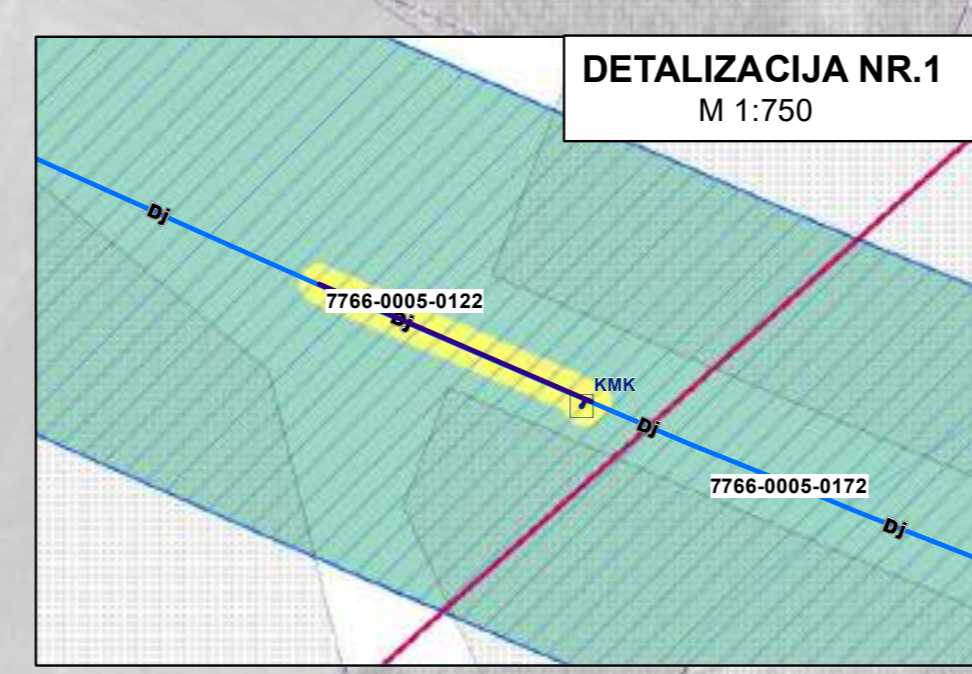 DETALIZACIJA NR.1
M 1:750
Dj
7766-0005-0122
Dj
KMK
Dj
7766-0005-0172
Dj